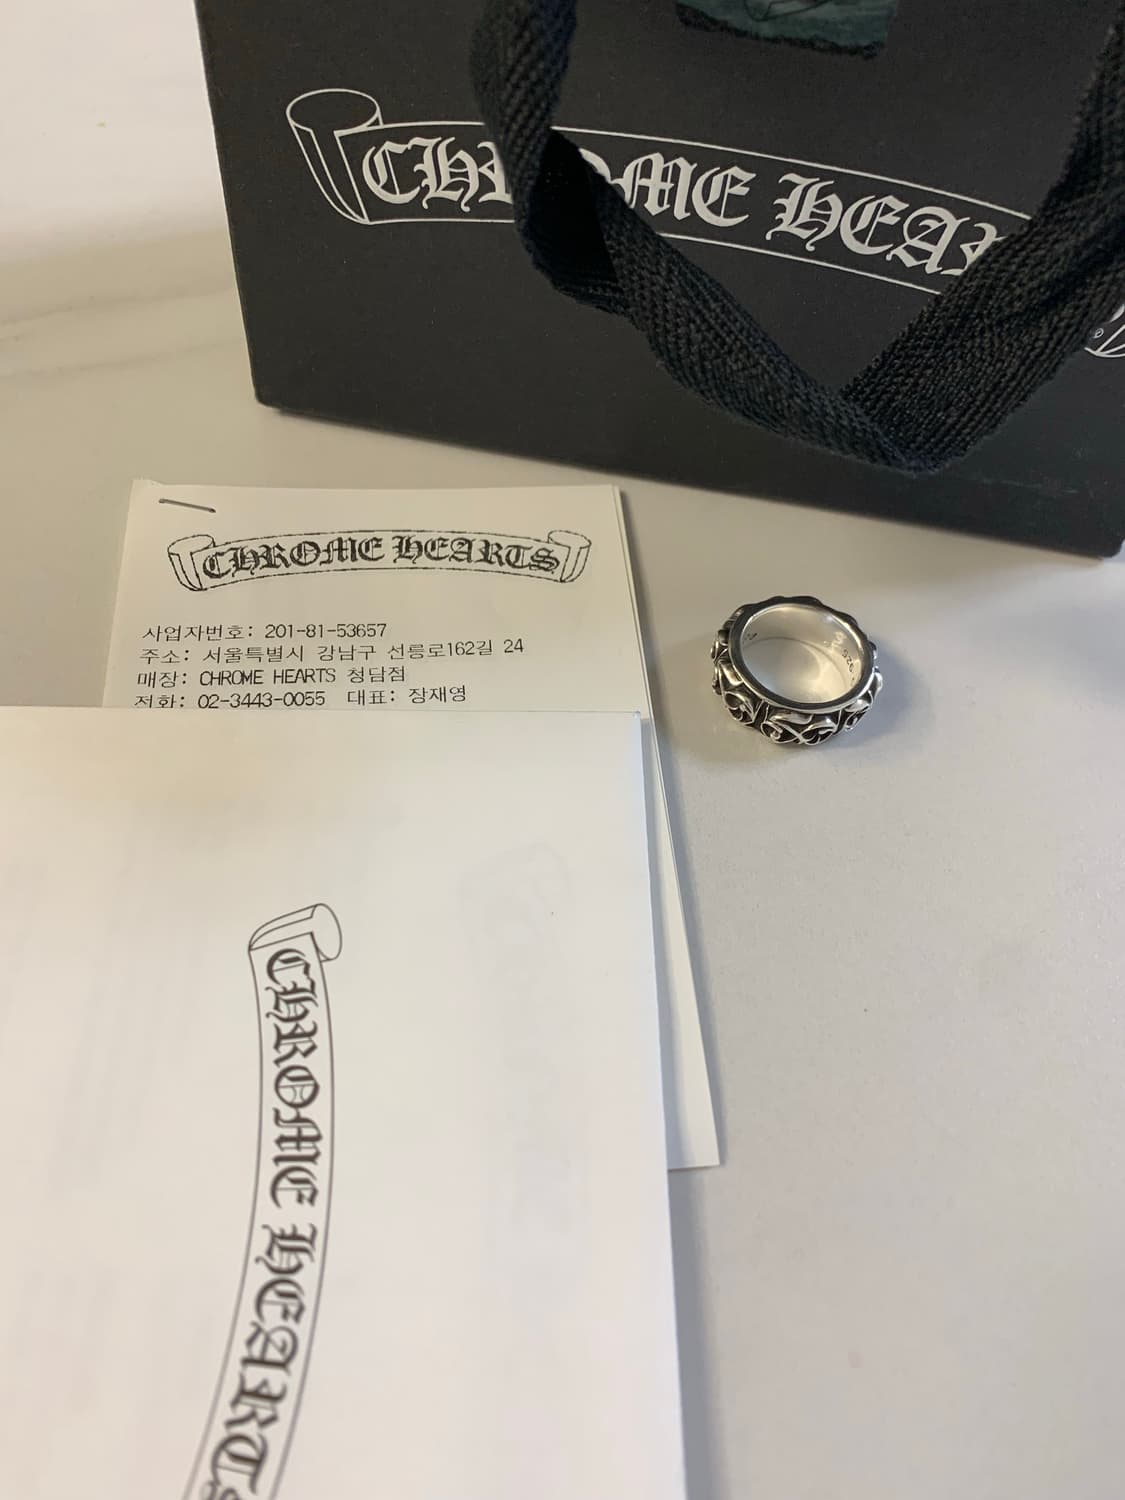 CHROME HEAR
CHROME HEARTS
사업자번호: 201-81-53657
주소: 서울특별시 강남구 선릉로162길 24
매장: CHROME HEARTS 청담점
전화: 02-3443-0055 대표: 장재영
925
CHROME HEARTS